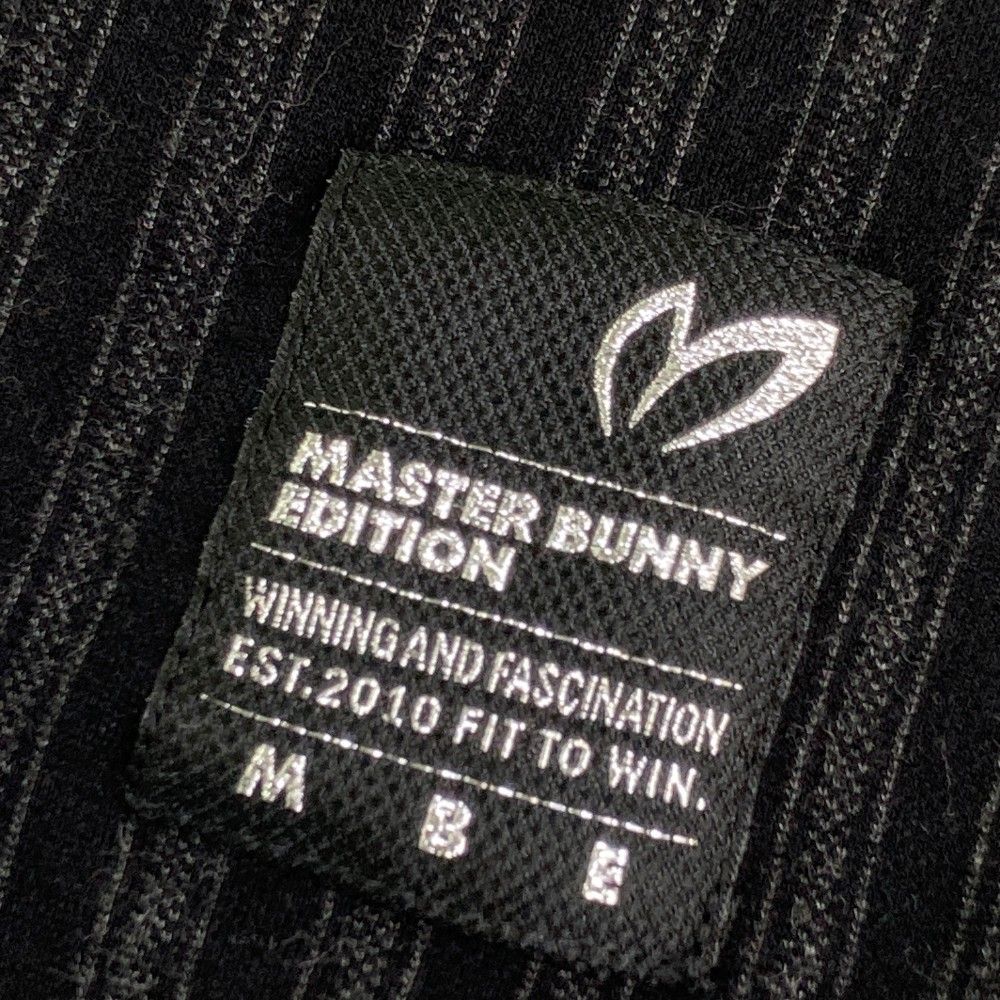 MASTER BUNNY
EDITION
WINNING AND FASCINATION
EST.2010 FIT TO WIN.
M B E